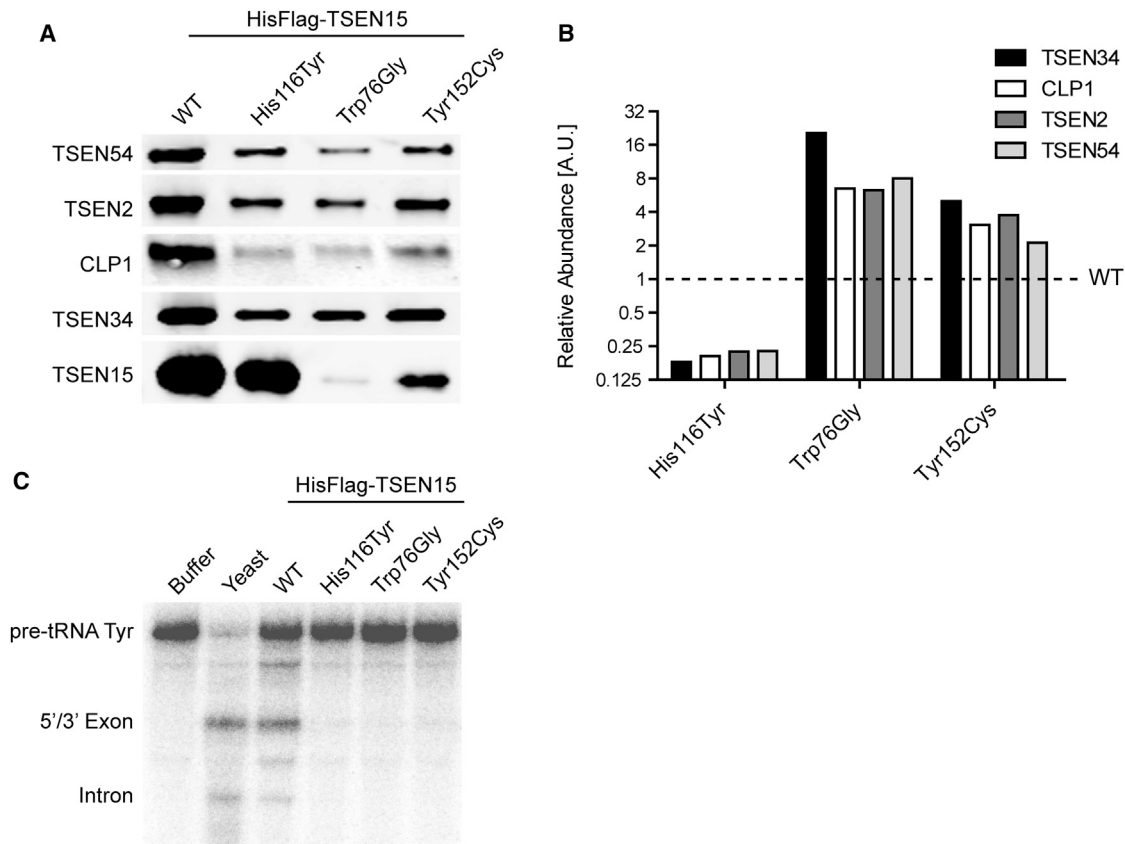 A
HisFlag-TSEN15
WT
His116Tyr
Trp76Gly
Tyr152Cys
TSEN54
TSEN2
CLP1
TSEN34
TSEN15
B
TSEN34
CLP1
TSEN2
TSEN54
Relative Abundance [A.U.]
32
16
8
4
2
1
0.5
0.25
0.125
WT
His116Tyr
Trp76Gly
Tyr152Cys
C
HisFlag-TSEN15
Buffer
Yeast
WT
His116Tyr
Trp76Gly
Tyr152Cys
pre-tRNA Tyr
5'/3' Exon
Intron